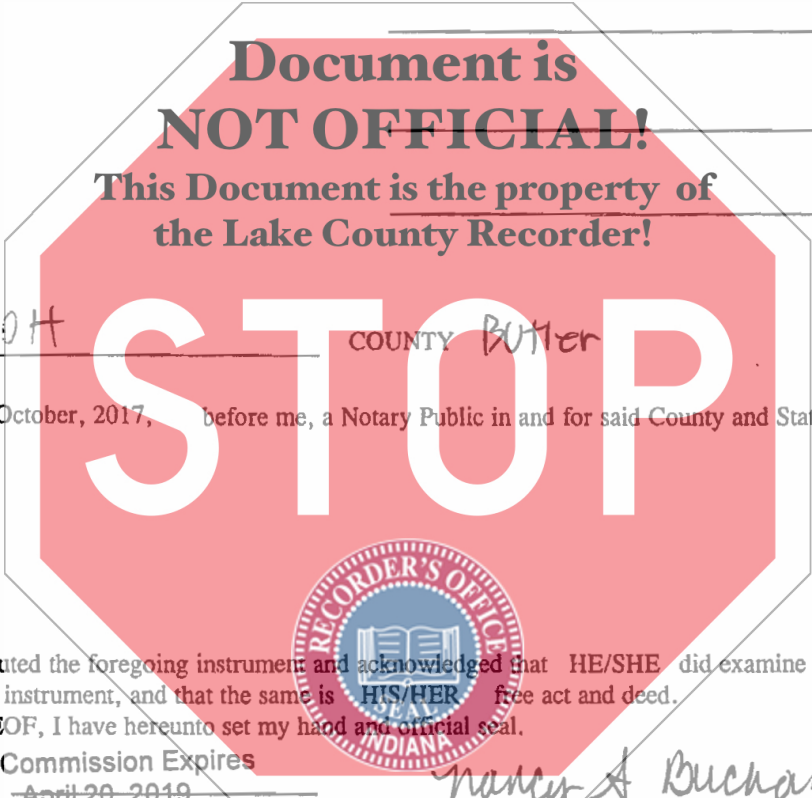 Document is
NOT OFFICIAL!
This Document is the property of
the Lake County Recorder!
OH COUNTY Butler
STOP
October, 2017, before me, a Notary Public in and for said County and Stat
RECORDER'S OFFICE
uted the foregoing instrument and acknowledged that HE/SHE did examine
instrument, and that the same is HIS/HER free act and deed.
SEAL
EOF, I have hereunto set my hand and official seal.
INDIANA
Commission Expires
April 20, 2019
Nancy A Bucha